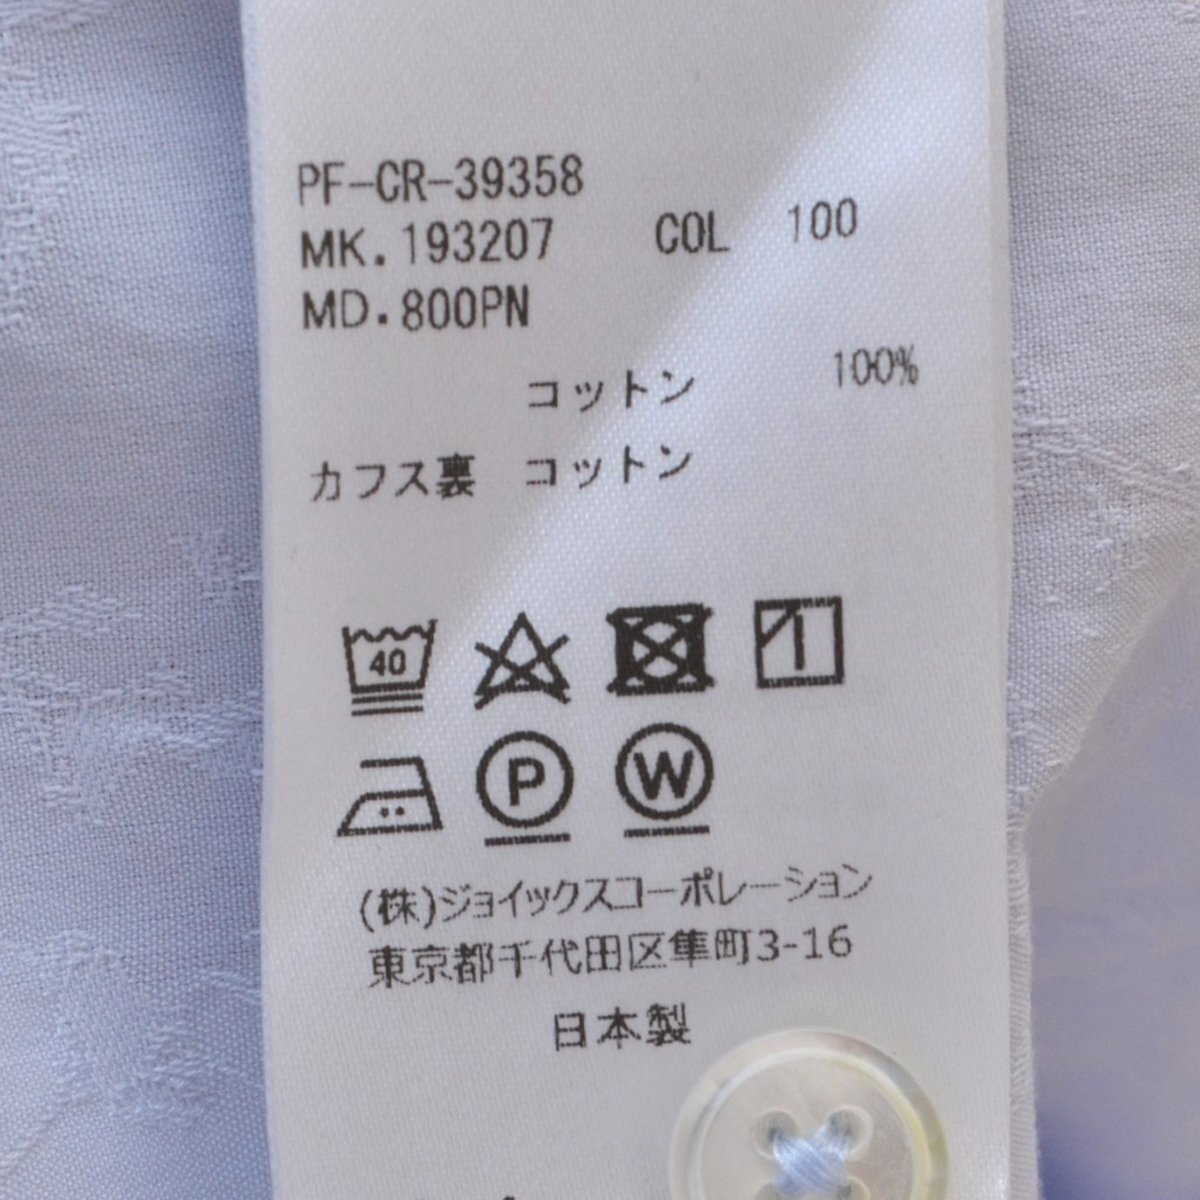 PF-CR-39358
MK.193207 COL 100
MD.800PN
コットン 100%
カフス裏 コットン
40
P W
(株)ジョイックスコーポレーション
東京都千代田区隼町3-16
日本製